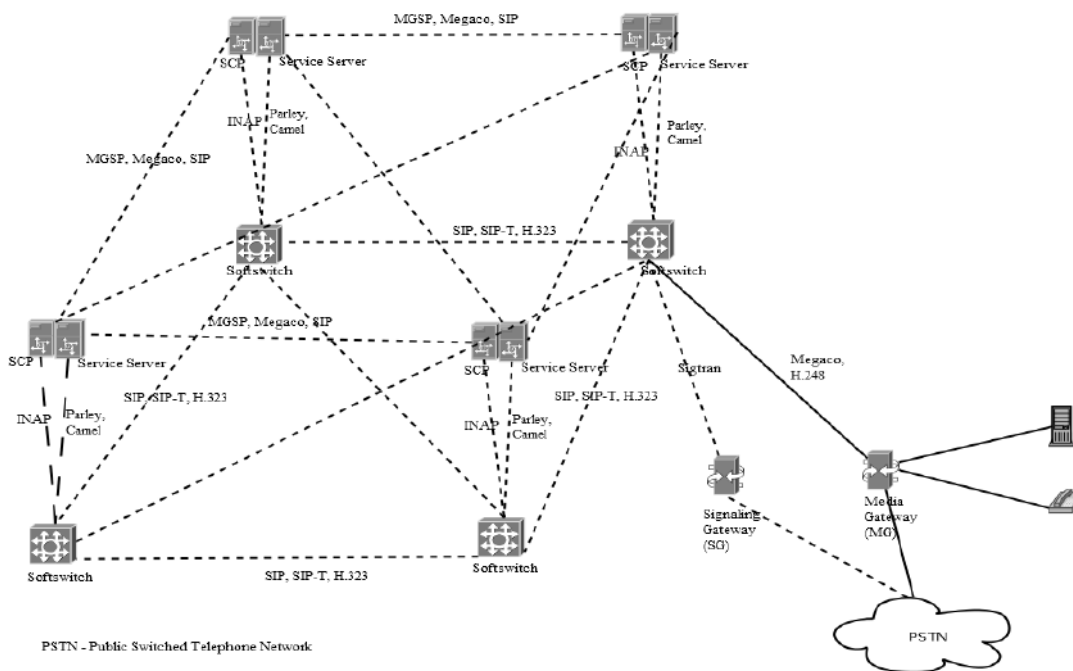 MGSP, Megaco, SIP
SCP
Service Server
SCP
Service Server
INAP
Parley,
Camel
INAP
Parley,
Camel
MGSP, Megaco, SIP
SIP, SIP-T, H.323
Softswitch
Softswitch
MGSP, Megaco, SIP
SCP
Service Server
SCP
Service Server
Sigtran
Megaco,
H.248
SIP, SIP-T, H.323
SIP, SIP-T, H.323
INAP
Parley,
Camel
INAP
Parley,
Camel
Signaling
Gateway
(SG)
Media
Gateway
(MG)
Softswitch
Softswitch
SIP, SIP-T, H.323
PSTN
PSTN - Public Switched Telephone Network